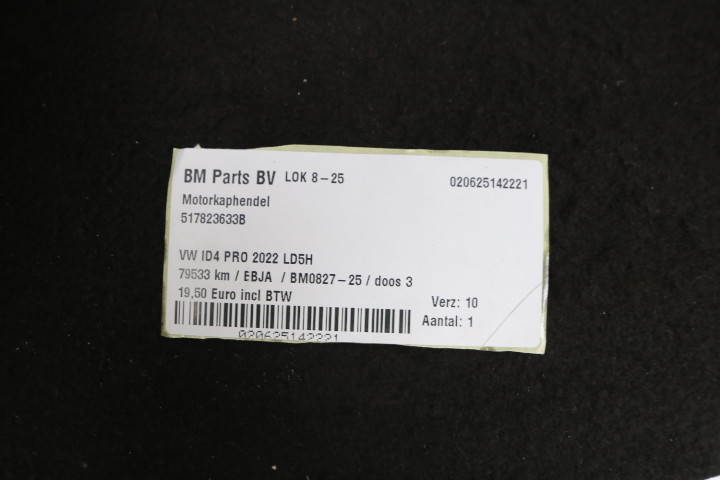 BM Parts BV LOK 8-25 020625142221
Motorkaphendel
517823633B
VW ID4 PRO 2022 LD5H
79533 km / EBJA / BM0827-25 / doos 3
19,50 Euro incl BTW
Verz: 10
Aantal: 1
020625142221